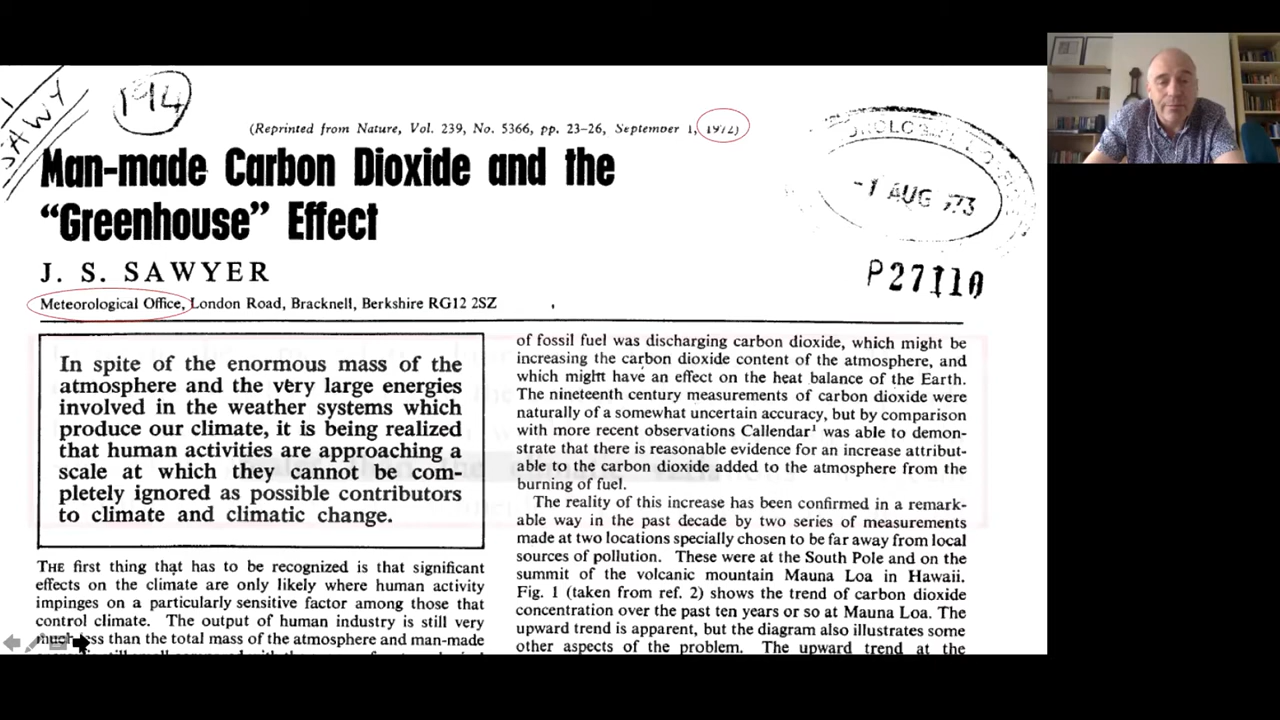 SAWY
194
(Reprinted from Nature, Vol. 239, No. 5366, pp. 23-26, September 1, 1972)
Man-made Carbon Dioxide and the
“Greenhouse” Effect
-1 AUG 973
J. S. SAWYER
P27110
Meteorological Office, London Road, Bracknell, Berkshire RG12 2SZ
In spite of the enormous mass of the
atmosphere and the very large energies
involved in the weather systems which
produce our climate, it is being realized
that human activities are approaching a
scale at which they cannot be com-
pletely ignored as possible contributors
to climate and climatic change.
THE first thing that has to be recognized is that significant
effects on the climate are only likely where human activity
impinges on a particularly sensitive factor among those that
control climate. The output of human industry is still very
much less than the total mass of the atmosphere and man-made
of fossil fuel was discharging carbon dioxide, which might be
increasing the carbon dioxide content of the atmosphere, and
which might have an effect on the heat balance of the Earth.
The nineteenth century measurements of carbon dioxide were
naturally of a somewhat uncertain accuracy, but by comparison
with more recent observations Callendar¹ was able to demon-
strate that there is reasonable evidence for an increase attribut-
able to the carbon dioxide added to the atmosphere from the
burning of fuel.
The reality of this increase has been confirmed in a remark-
able way in the past decade by two series of measurements
made at two locations specially chosen to be far away from local
sources of pollution. These were at the South Pole and on the
summit of the volcanic mountain Mauna Loa in Hawaii.
Fig. 1 (taken from ref. 2) shows the trend of carbon dioxide
concentration over the past ten years or so at Mauna Loa. The
upward trend is apparent, but the diagram also illustrates some
other aspects of the problem. The upward trend at the